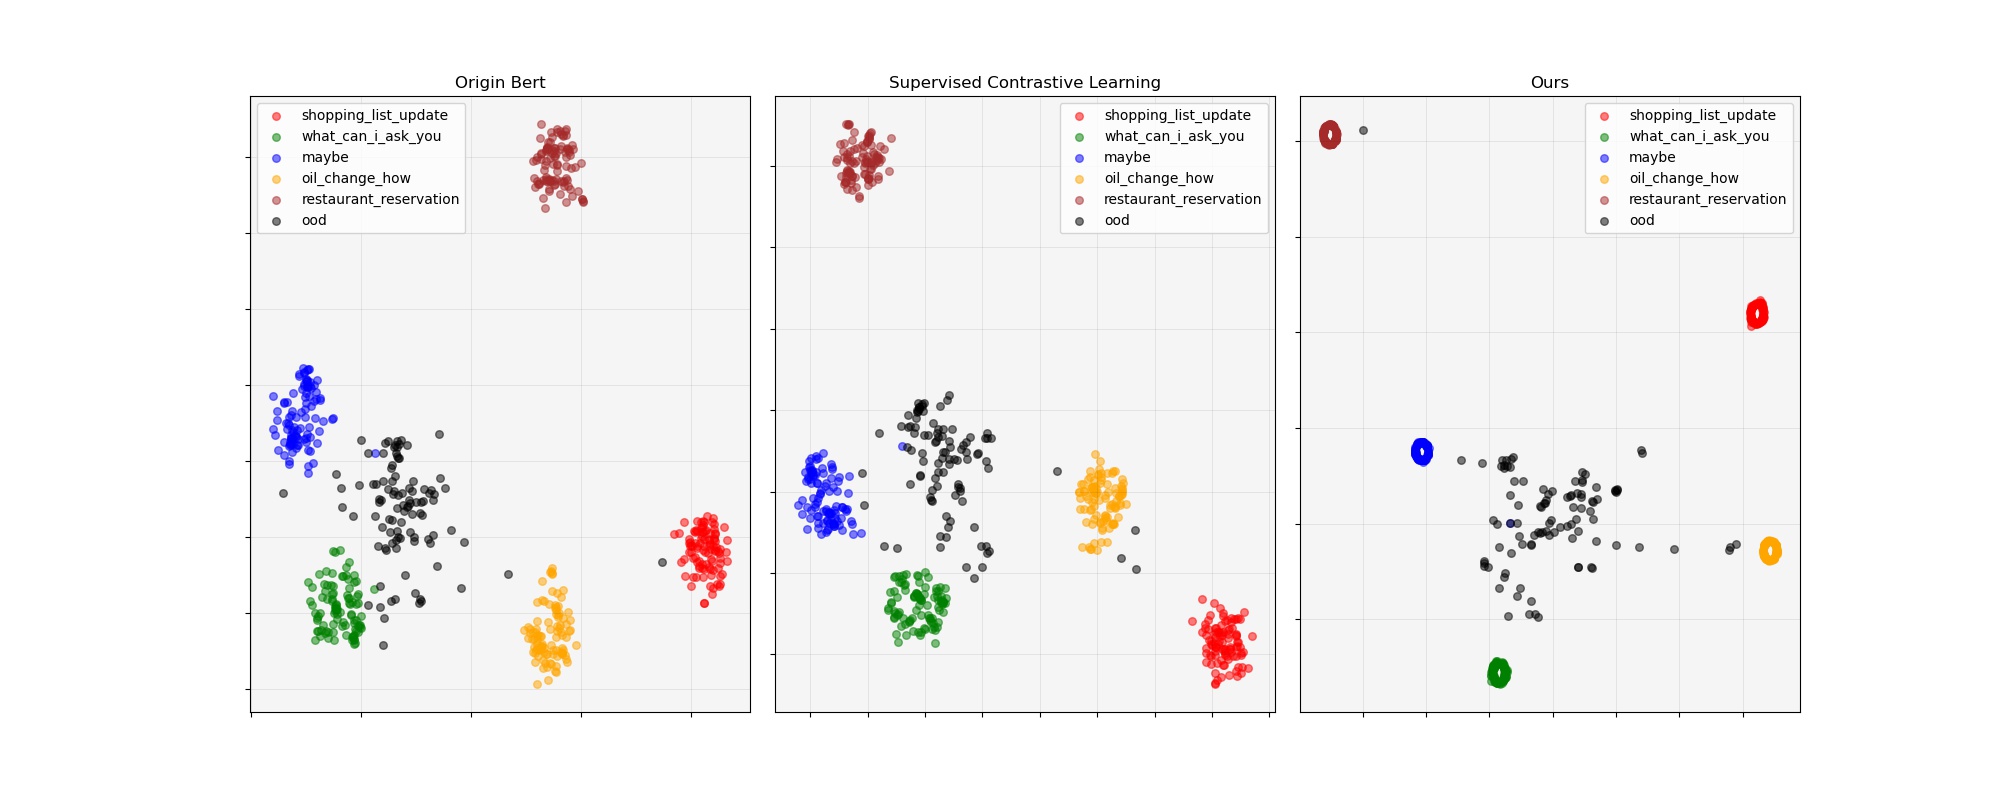 Origin Bert
shopping_list_update
what_can_i_ask_you
maybe
oil_change_how
restaurant_reservation
ood
Supervised Contrastive Learning
shopping_list_update
what_can_i_ask_you
maybe
oil_change_how
restaurant_reservation
ood
Ours
shopping_list_update
what_can_i_ask_you
maybe
oil_change_how
restaurant_reservation
ood